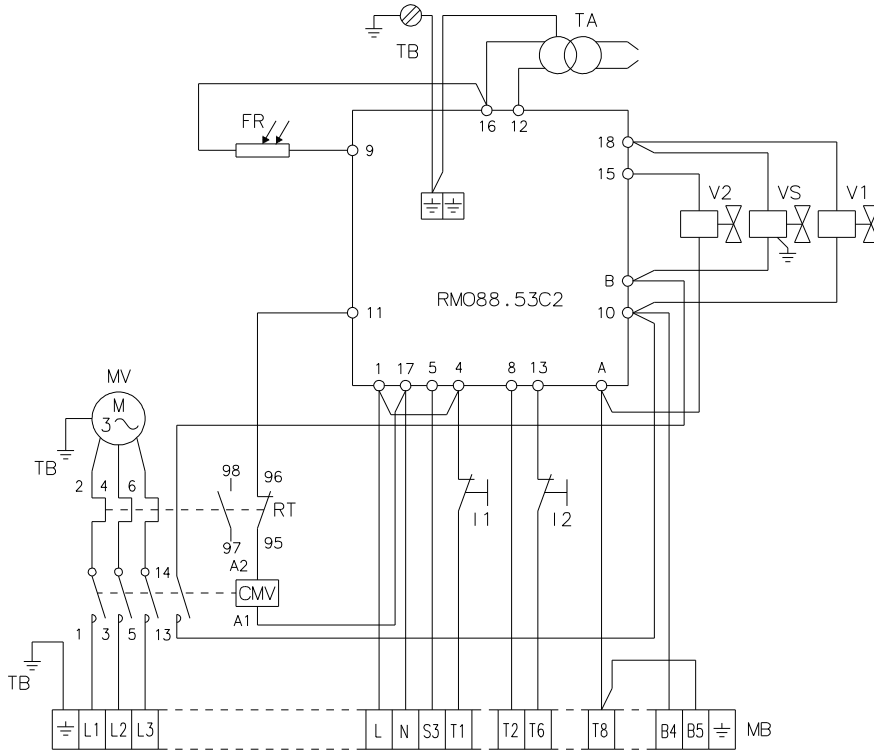 TA
TB
FR
16 12
9
18
15
V2 VS V1
B
RMO88.53C2
11
10
1 17 5 4 8 13 A
MV
M
3
TB
2 4 6
98 96
RT
97 95
I1 I2
A2
14
CMV
A1
1 3 5 13
TB
L1 L2 L3 L N S3 T1 T2 T6 T8 B4 B5 MB